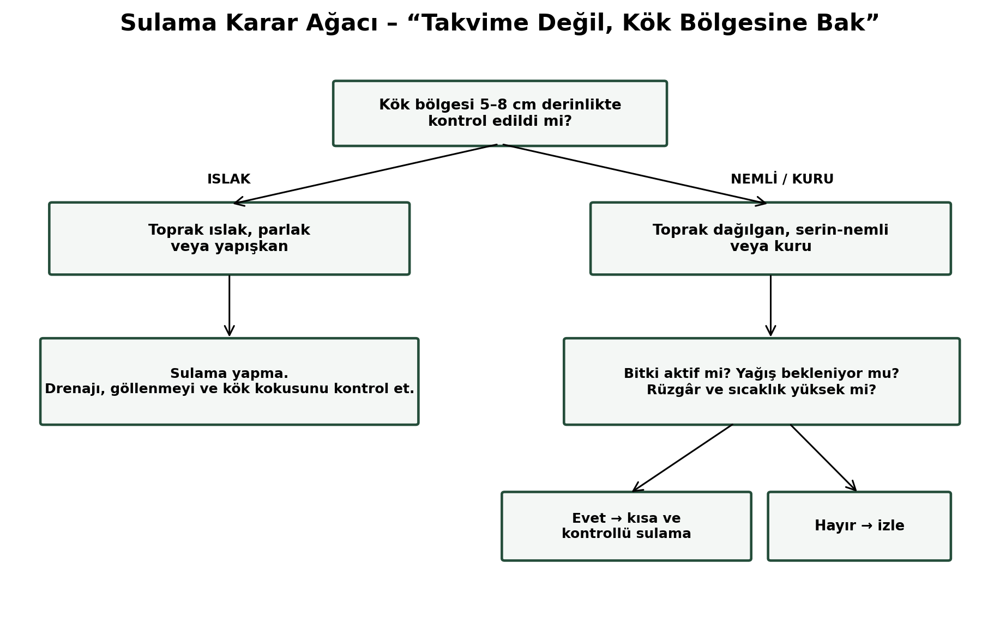 Sulama Karar Ağacı – “Takvime Değil, Kök Bölgesine Bak”
Kök bölgesi 5–8 cm derinlikte
kontrol edildi mi?
ISLAK
NEMLİ / KURU
Toprak ıslak, parlak
veya yapışkan
Toprak dağılgan, serin-nemli
veya kuru
Sulama yapma.
Drenajı, göllenmeyi ve kök kokusunu kontrol et.
Bitki aktif mi? Yağış bekleniyor mu?
Rüzgâr ve sıcaklık yüksek mi?
Evet → kısa ve
kontrollü sulama
Hayır → izle